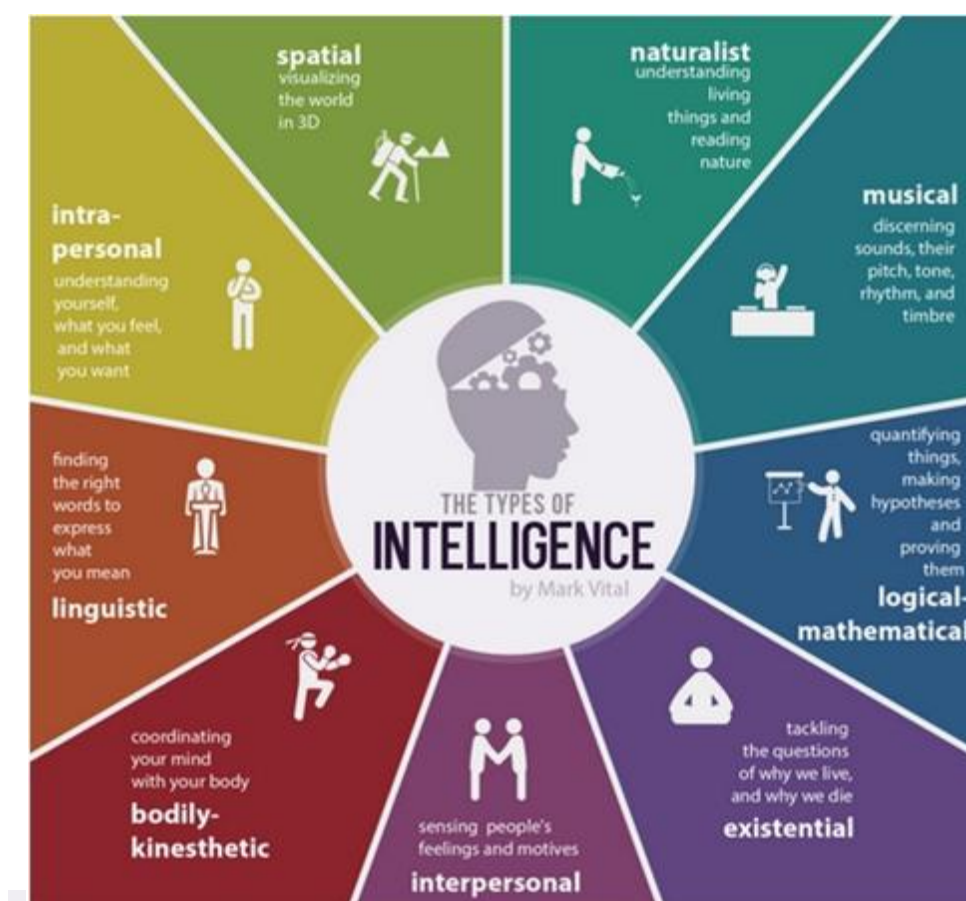 spatial
visualizing
the world
in 3D
naturalist
understanding
living
things and
reading
nature
musical
discerning
sounds, their
pitch, tone,
rhythm, and
timbre
quantifying
things,
making
hypotheses
and
proving
them
logical-
mathematical
tackling
the questions
of why we live,
and why we die
existential
sensing people's
feelings and motives
interpersonal
coordinating
your mind
with your body
bodily-
kinesthetic
finding
the right
words to
express
what
you mean
linguistic
intra-
personal
understanding
yourself,
what you feel,
and what
you want
THE TYPES OF
INTELLIGENCE
by Mark Vital